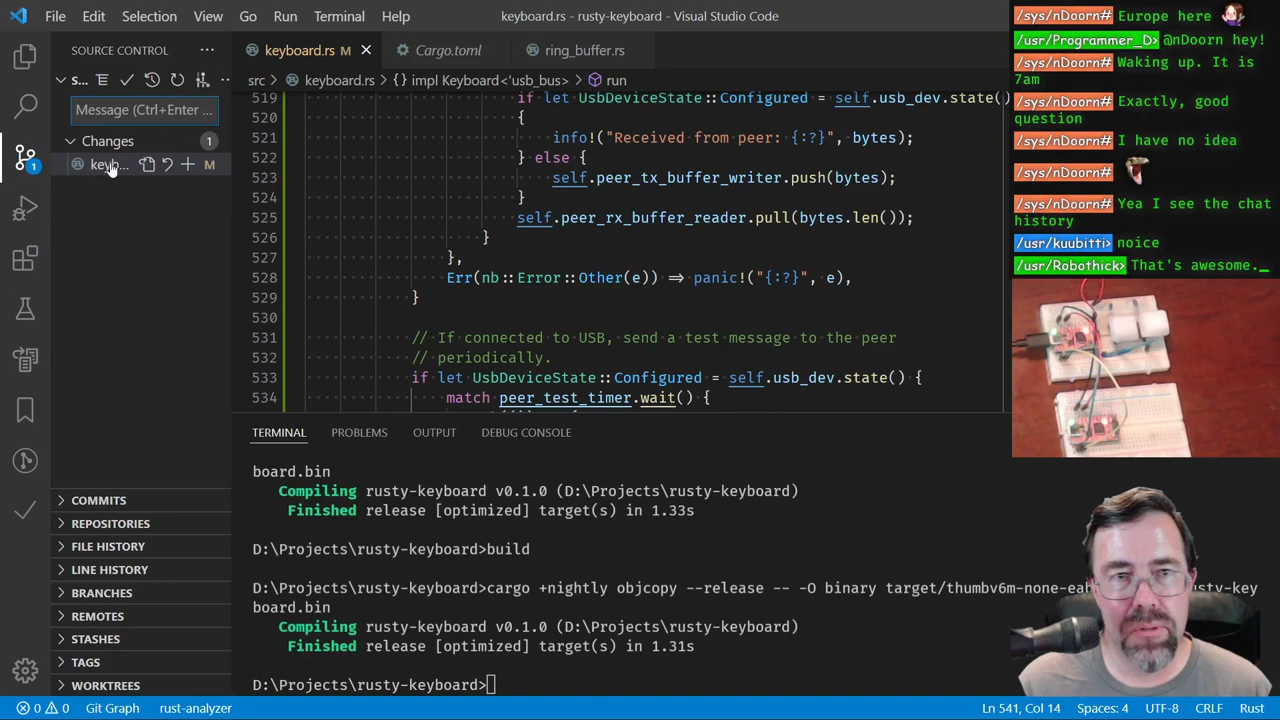 File Edit Selection View Go Run Terminal Help
keyboard.rs - rusty-keyboard - Visual Studio Code
SOURCE CONTROL ...
keyboard.rs M
Cargo.toml
ring_buffer.rs
src > keyboard.rs > {} impl Keyboard<'usb_bus> > run
S...
Message (Ctrl+Enter ...
Changes 1
keyb... M
1
519 if let UsbDeviceState::Configured = self.usb_dev.state()
520 {
521 info!("Received from peer: {:?}", bytes);
522 } else {
523 self.peer_tx_buffer_writer.push(bytes);
524 }
525 self.peer_rx_buffer_reader.pull(bytes.len());
526 }
527 },
528 Err(nb::Error::Other(e)) => panic!("{:?}", e),
529 }
530
531 // If connected to USB, send a test message to the peer
532 // periodically.
533 if let UsbDeviceState::Configured = self.usb_dev.state() {
534 match peer_test_timer.wait() {
TERMINAL PROBLEMS OUTPUT DEBUG CONSOLE
board.bin
Compiling rusty-keyboard v0.1.0 (D:\Projects\rusty-keyboard)
Finished release [optimized] target(s) in 1.33s
D:\Projects\rusty-keyboard>build
D:\Projects\rusty-keyboard>cargo +nightly objcopy --release -- -O binary target/thumbv6m-none-eab
usty-key
board.bin
Compiling rusty-keyboard v0.1.0 (D:\Projects\rusty-keyboard)
Finished release [optimized] target(s) in 1.31s
D:\Projects\rusty-keyboard>
COMMITS
REPOSITORIES
FILE HISTORY
LINE HISTORY
BRANCHES
REMOTES
STASHES
TAGS
WORKTREES
0 0 Git Graph rust-analyzer
Ln 541, Col 14 Spaces: 4 UTF-8 CRLF Rust
/sys/nDoorn# Europe here
/usr/Programmer_D> @nDoorn hey!
/sys/nDoorn# Waking up. It is
7am
/sys/nDoorn# Exactly, good
question
/sys/nDoorn# I have no idea
/sys/nDoorn#
/sys/nDoorn# Yea I see the chat
history
/usr/kuubitti> noice
/usr/Robothick> That's awesome._